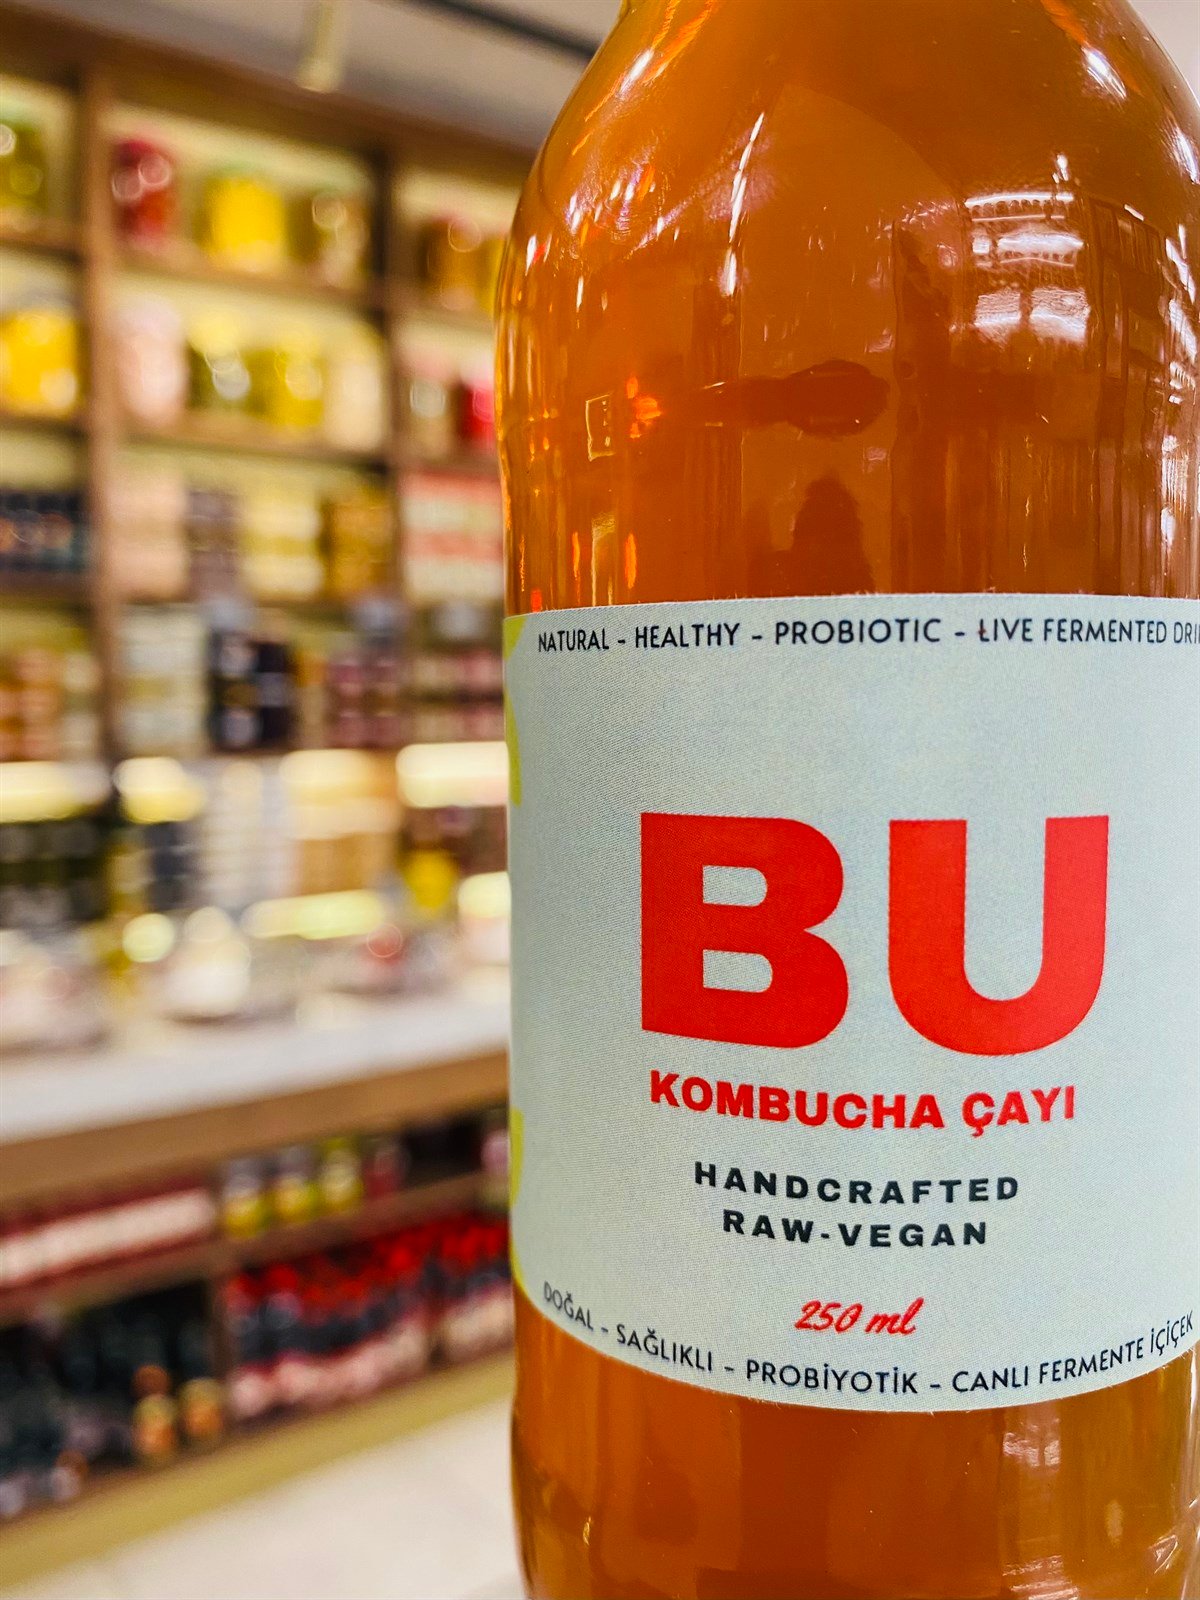 NATURAL - HEALTHY - PROBIOTIC - LIVE FERMENTED
BU
KOMBUCHA ÇAYI
HANDCRAFTED
RAW-VEGAN
250 ml
DOĞAL - SAĞLIKLI - PROBİYOTİK - CANLI FERMENTE İÇİÇEK